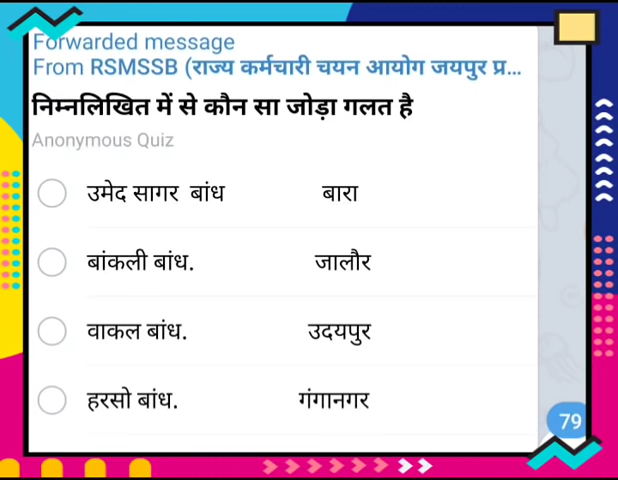 Forwarded message
From RSMSSB (राज्य कर्मचारी चयन आयोग जयपुर प्र...
निम्नलिखित में से कौन सा जोड़ा गलत है
Anonymous Quiz
उमेद सागर बांध बारा
बांकली बांध. जालौर
वाकल बांध. उदयपुर
हरसो बांध. गंगानगर
79